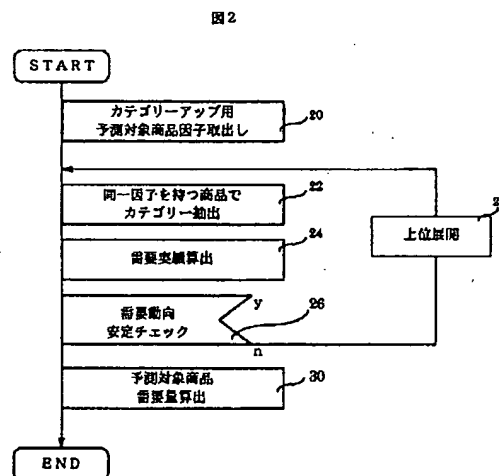 図2
START
カテゴリーアップ用
予測対象商品因子取出し
20
同一因子を持つ商品で
カテゴリー抽出
22
2
上位展開
需要実績算出
24
需要動向
安定チェック
y
26
n
予測対象商品
需要量算出
30
END